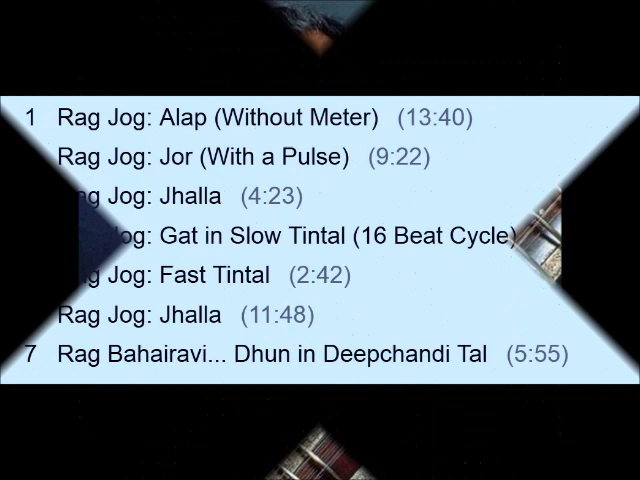 1 Rag Jog: Alap (Without Meter) (13:40)
Rag Jog: Jor (With a Pulse) (9:22)
Jog: Jhalla (4:23)
Gat in Slow Tintal (16 Beat Cycle)
Jog: Fast Tintal (2:42)
Rag Jog: Jhalla (11:48)
7 Rag Bahairavi... Dhun in Deepchandi Tal (5:55)